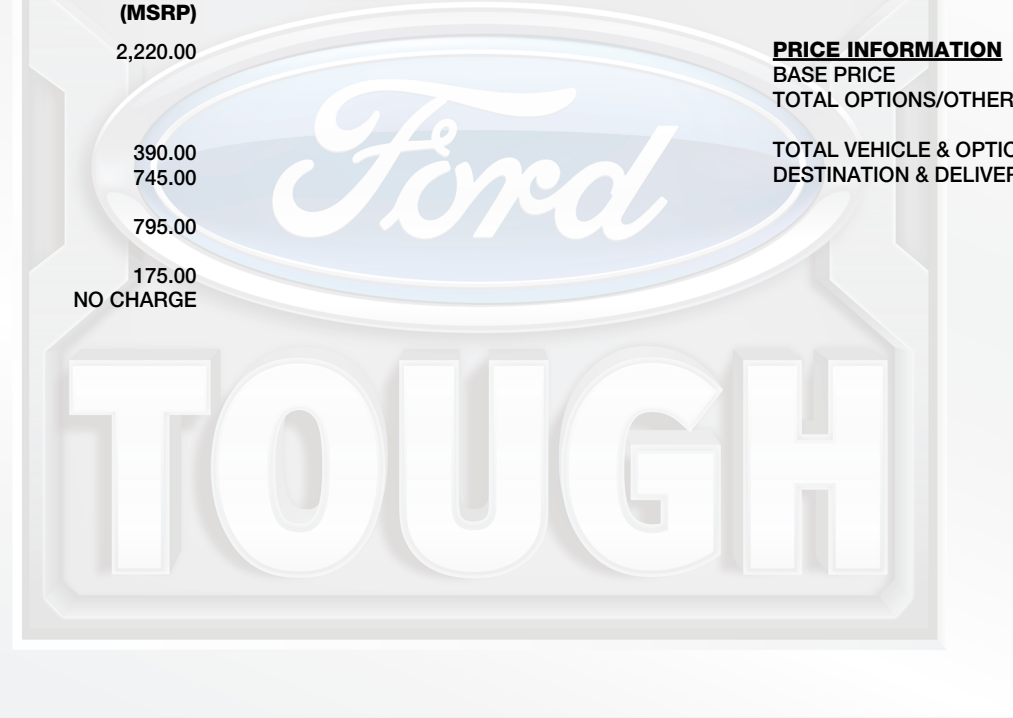 (MSRP)
2,220.00
390.00
745.00
795.00
175.00
NO CHARGE
PRICE INFORMATION
BASE PRICE
TOTAL OPTIONS/OTHER
TOTAL VEHICLE & OPTIO
DESTINATION & DELIVER
Ford
TOUGH